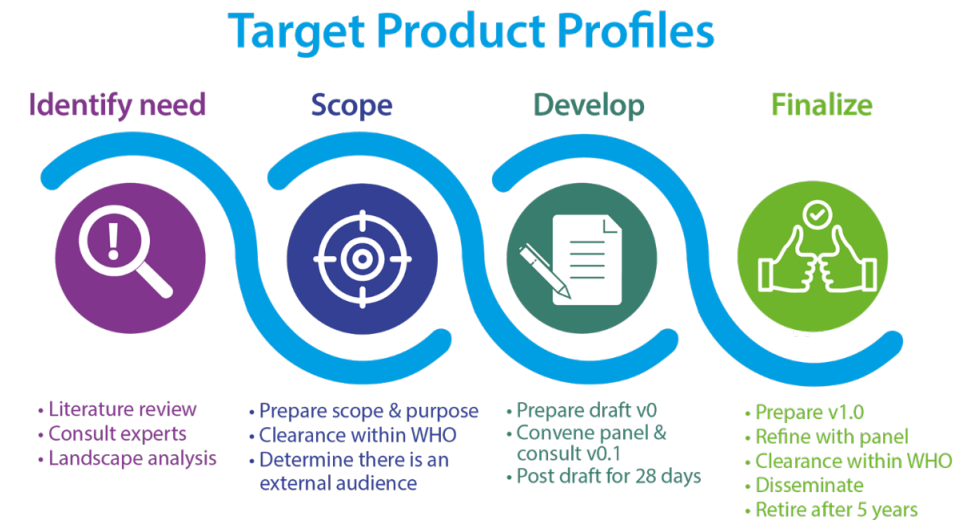 Target Product Profiles
Identify need
• Literature review
• Consult experts
• Landscape analysis
Scope
• Prepare scope & purpose
• Clearance within WHO
• Determine there is an
external audience
Develop
• Prepare draft v0
• Convene panel &
consult v0.1
• Post draft for 28 days
Finalize
• Prepare v1.0
• Refine with panel
• Clearance within WHO
• Disseminate
• Retire after 5 years